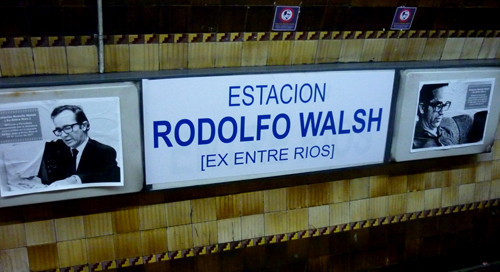 ESTACION
RODOLFO WALSH
[EX ENTRE RIOS]